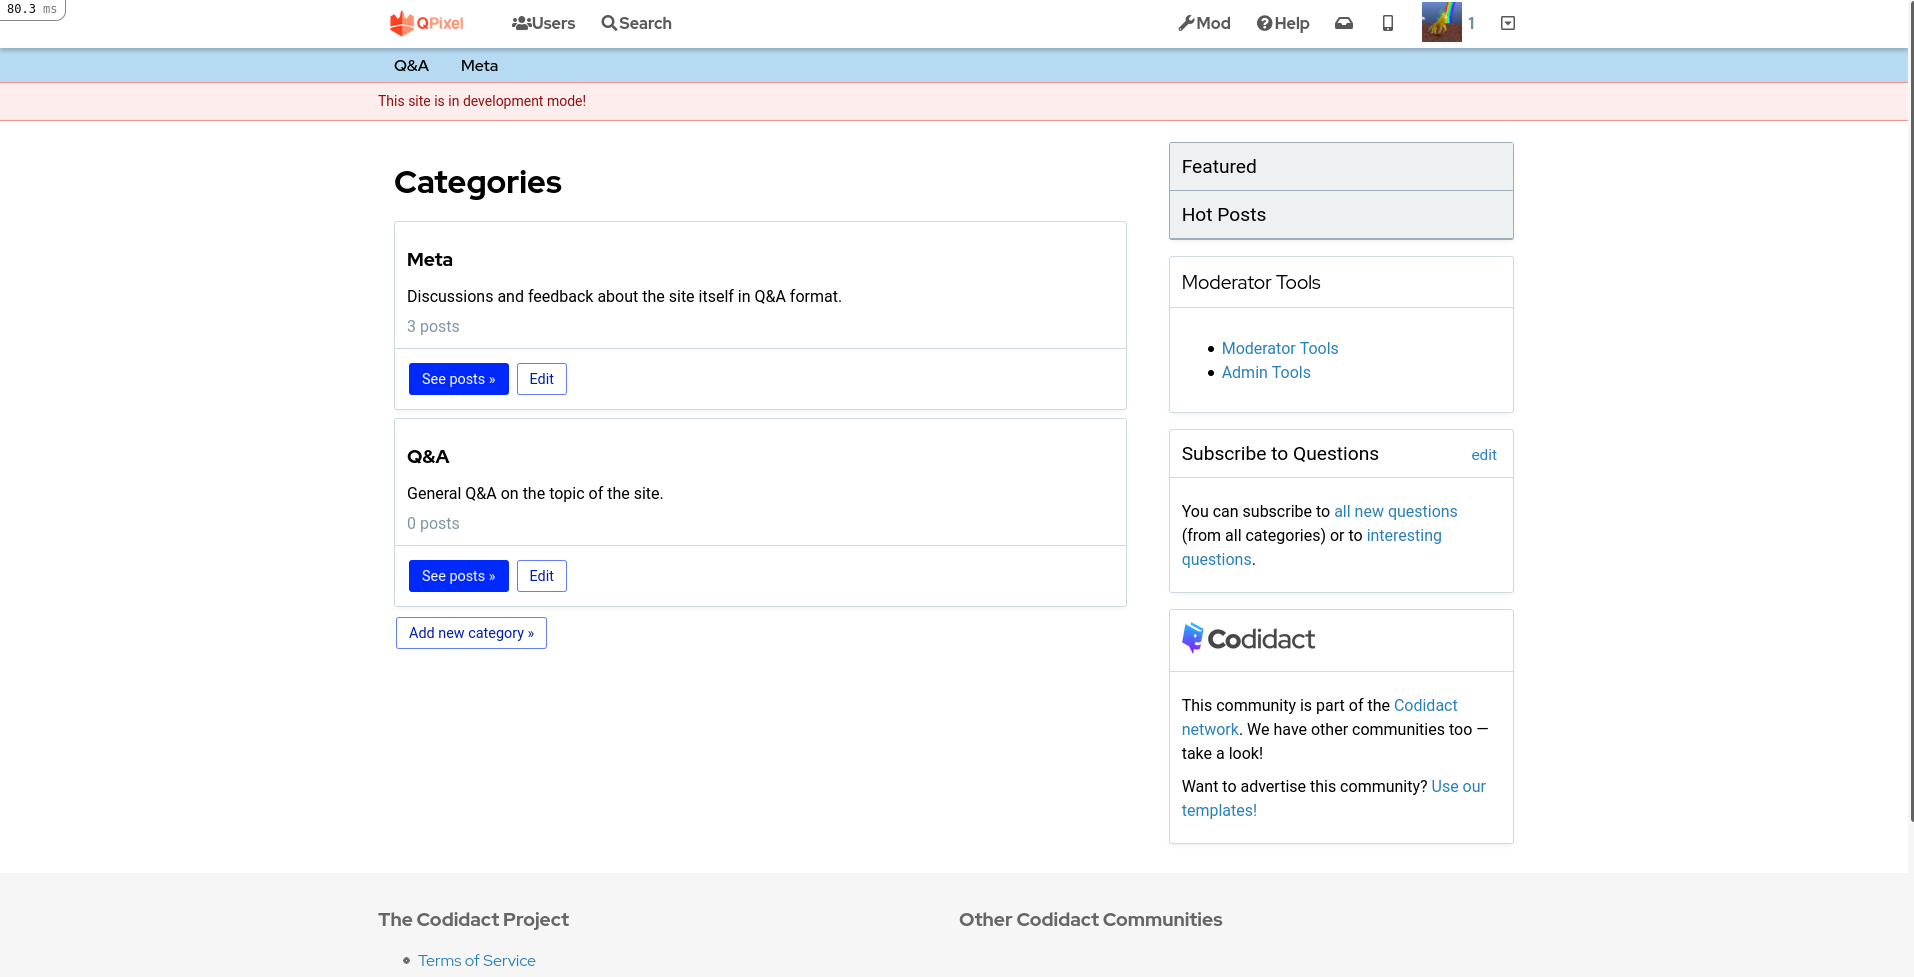 80.3 ms
QPixel
Users
Search
Mod
Help
1
Q&A
Meta
This site is in development mode!
Categories
Meta
Discussions and feedback about the site itself in Q&A format.
3 posts
See posts »
Edit
Q&A
General Q&A on the topic of the site.
0 posts
See posts »
Edit
Add new category »
Featured
Hot Posts
Moderator Tools
Moderator Tools
Admin Tools
Subscribe to Questions
edit
You can subscribe to all new questions
(from all categories) or to interesting
questions.
Codidact
This community is part of the Codidact
network. We have other communities too —
take a look!
Want to advertise this community? Use our
templates!
The Codidact Project
Terms of Service
Other Codidact Communities